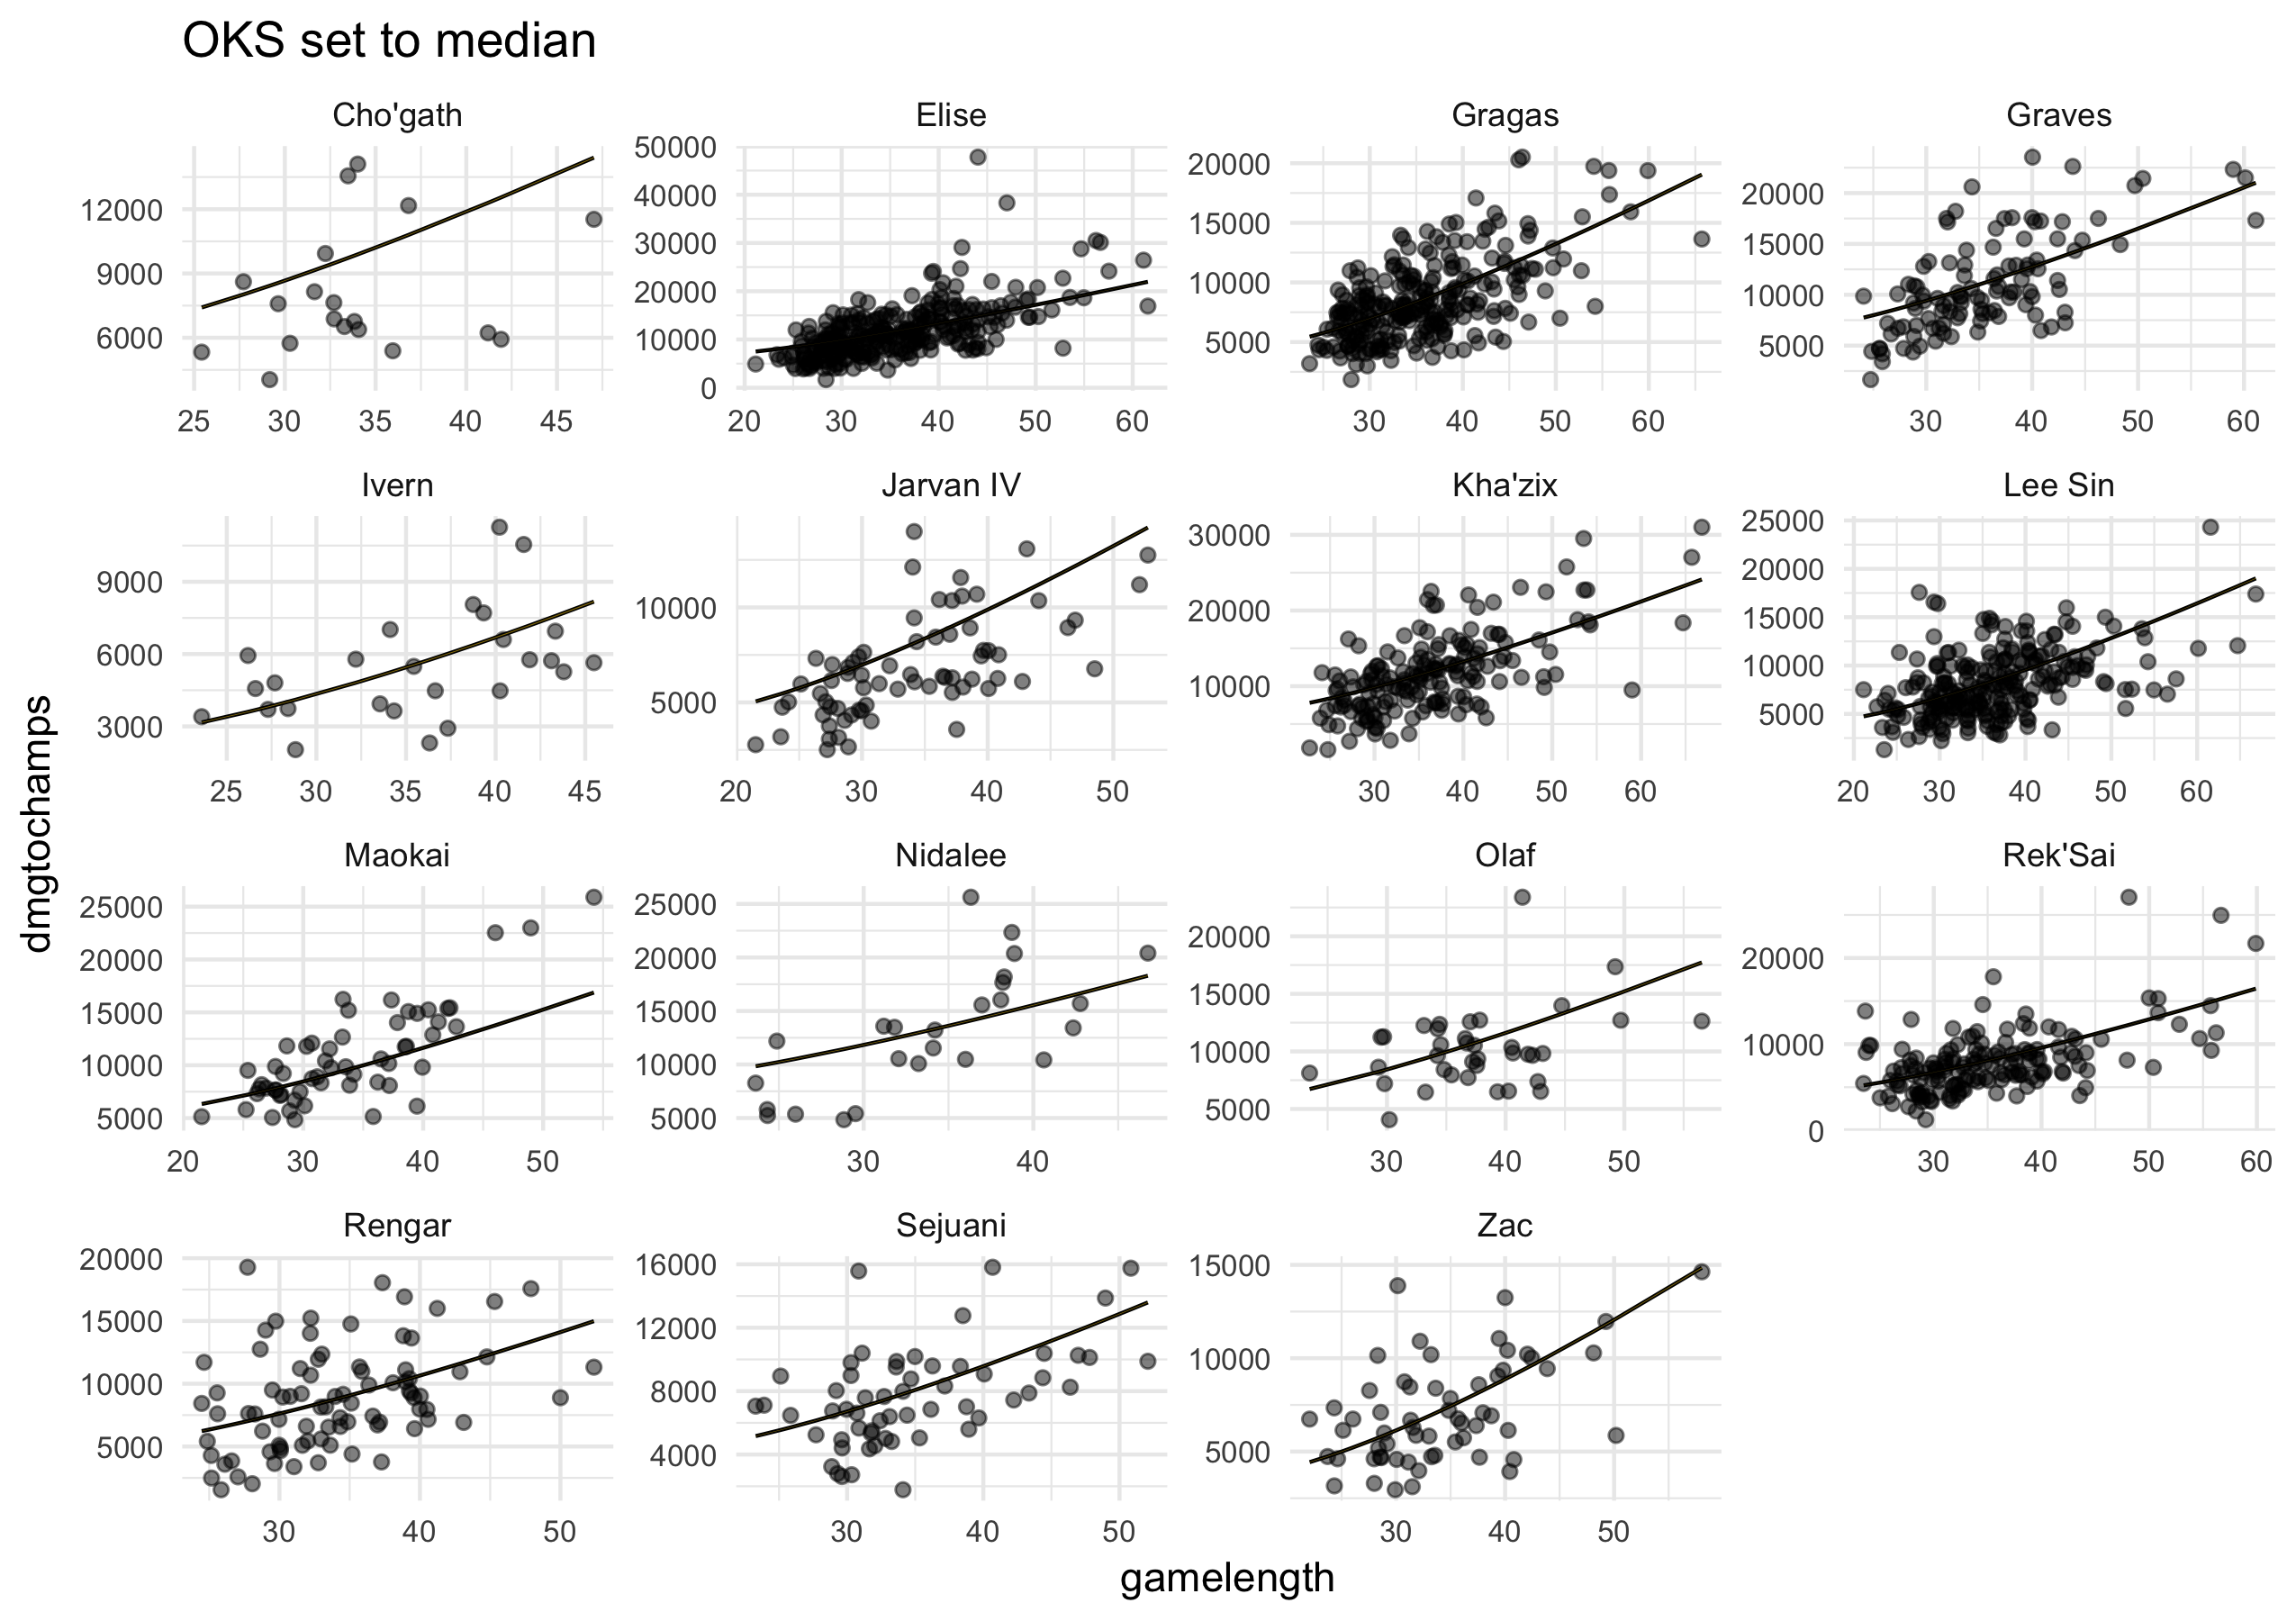 OKS set to median
Cho'gath
Elise
Gragas
Graves
12000
9000
6000
25 30 35 40 45
50000
40000
30000
20000
10000
0
20 30 40 50 60
20000
15000
10000
5000
30 40 50 60
20000
15000
10000
5000
30 40 50 60
Ivern
Jarvan IV
Kha'zix
Lee Sin
9000
6000
3000
25 30 35 40 45
10000
5000
20 30 40 50
30000
20000
10000
30 40 50 60
25000
20000
15000
10000
5000
20 30 40 50 60
Maokai
Nidalee
Olaf
Rek'Sai
25000
20000
15000
10000
5000
20 30 40 50
25000
20000
15000
10000
5000
30 40
20000
15000
10000
5000
30 40 50
20000
10000
0
30 40 50 60
Rengar
Sejuani
Zac
20000
15000
10000
5000
30 40 50
16000
12000
8000
4000
30 40 50
15000
10000
5000
30 40 50
dmgtochamps
gamelength